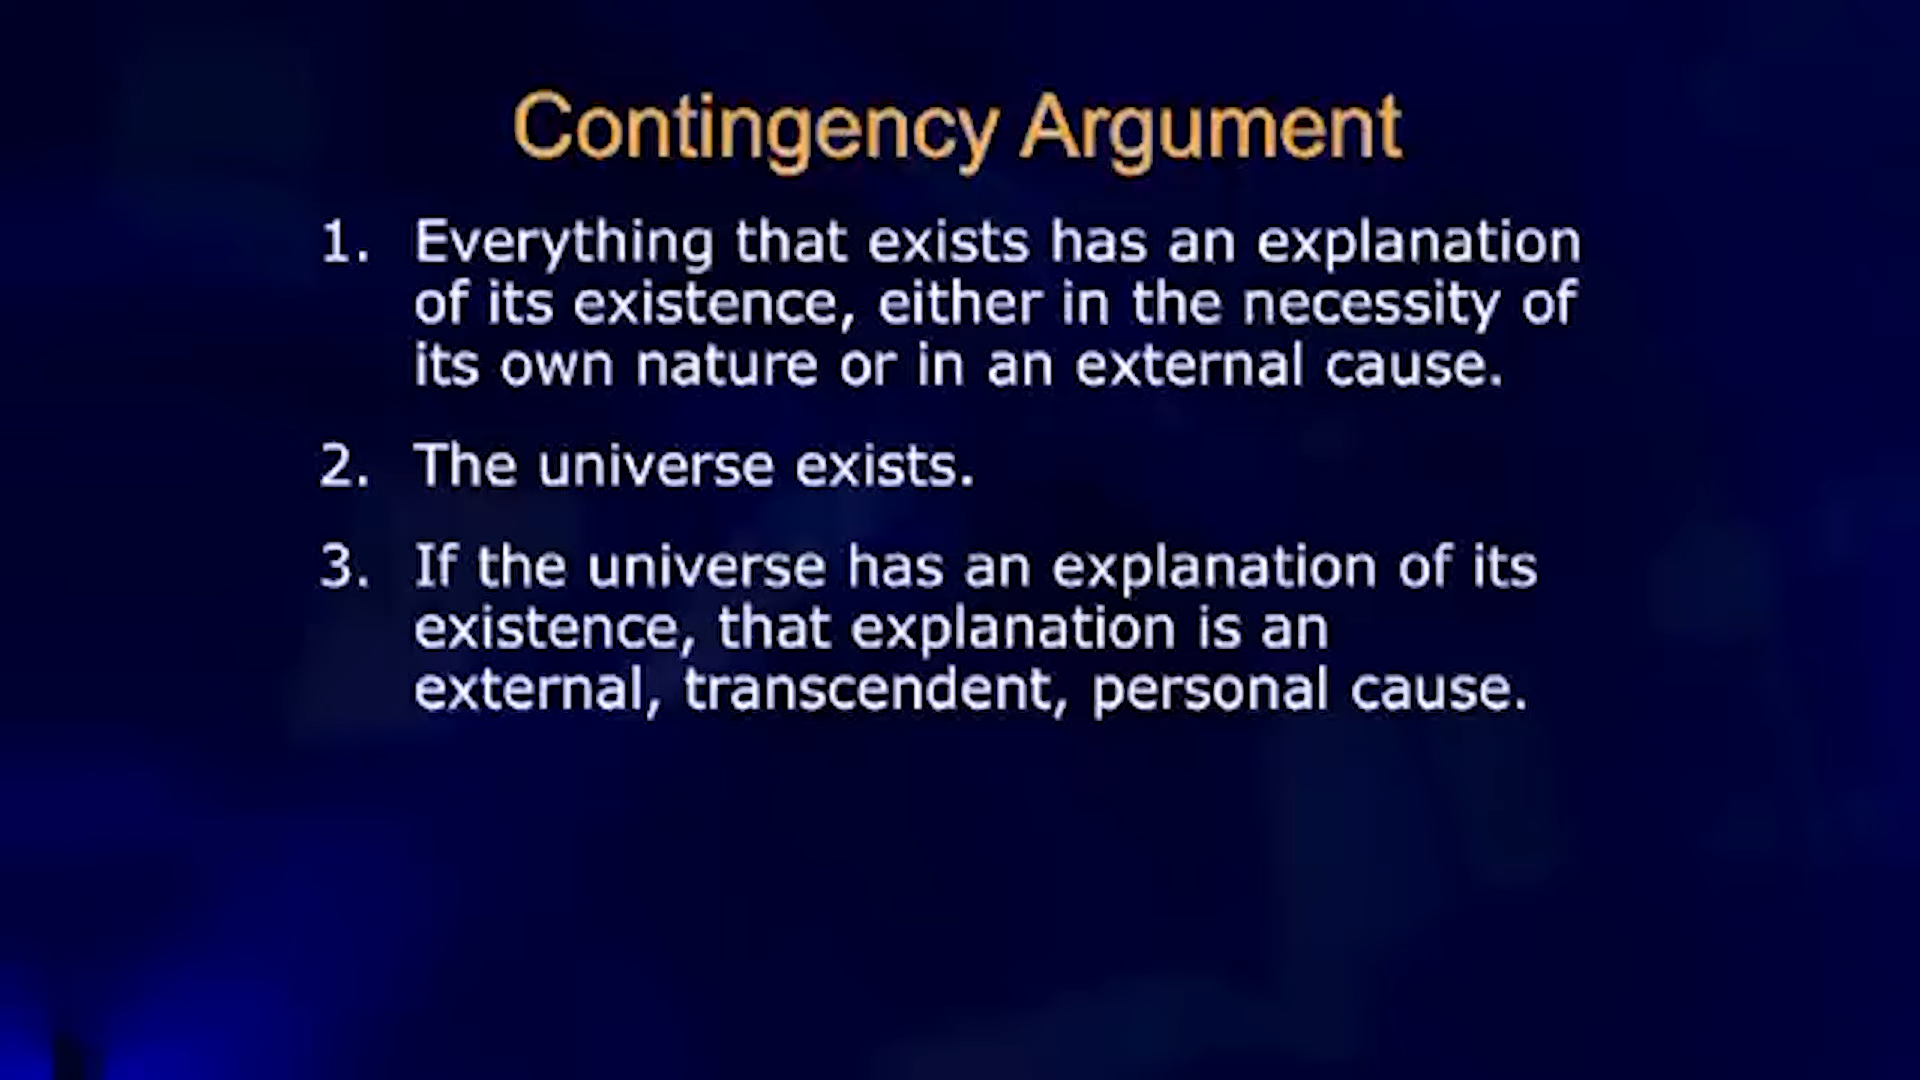 Contingency Argument
1. Everything that exists has an explanation
of its existence, either in the necessity of
its own nature or in an external cause.
2. The universe exists.
3. If the universe has an explanation of its
existence, that explanation is an
external, transcendent, personal cause.